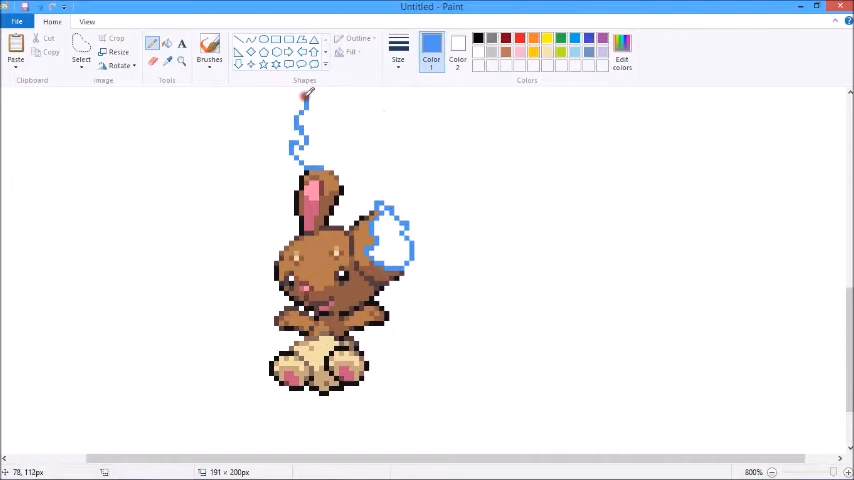 Untitled - Paint
File
Home
View
Paste
Cut
Copy
Clipboard
Select
Crop
Resize
Rotate
Image
A
Tools
Brushes
Outline
Fill
Shapes
Size
Color 1
Color 2
Edit colors
Colors
78, 112px
191 × 200px
800%